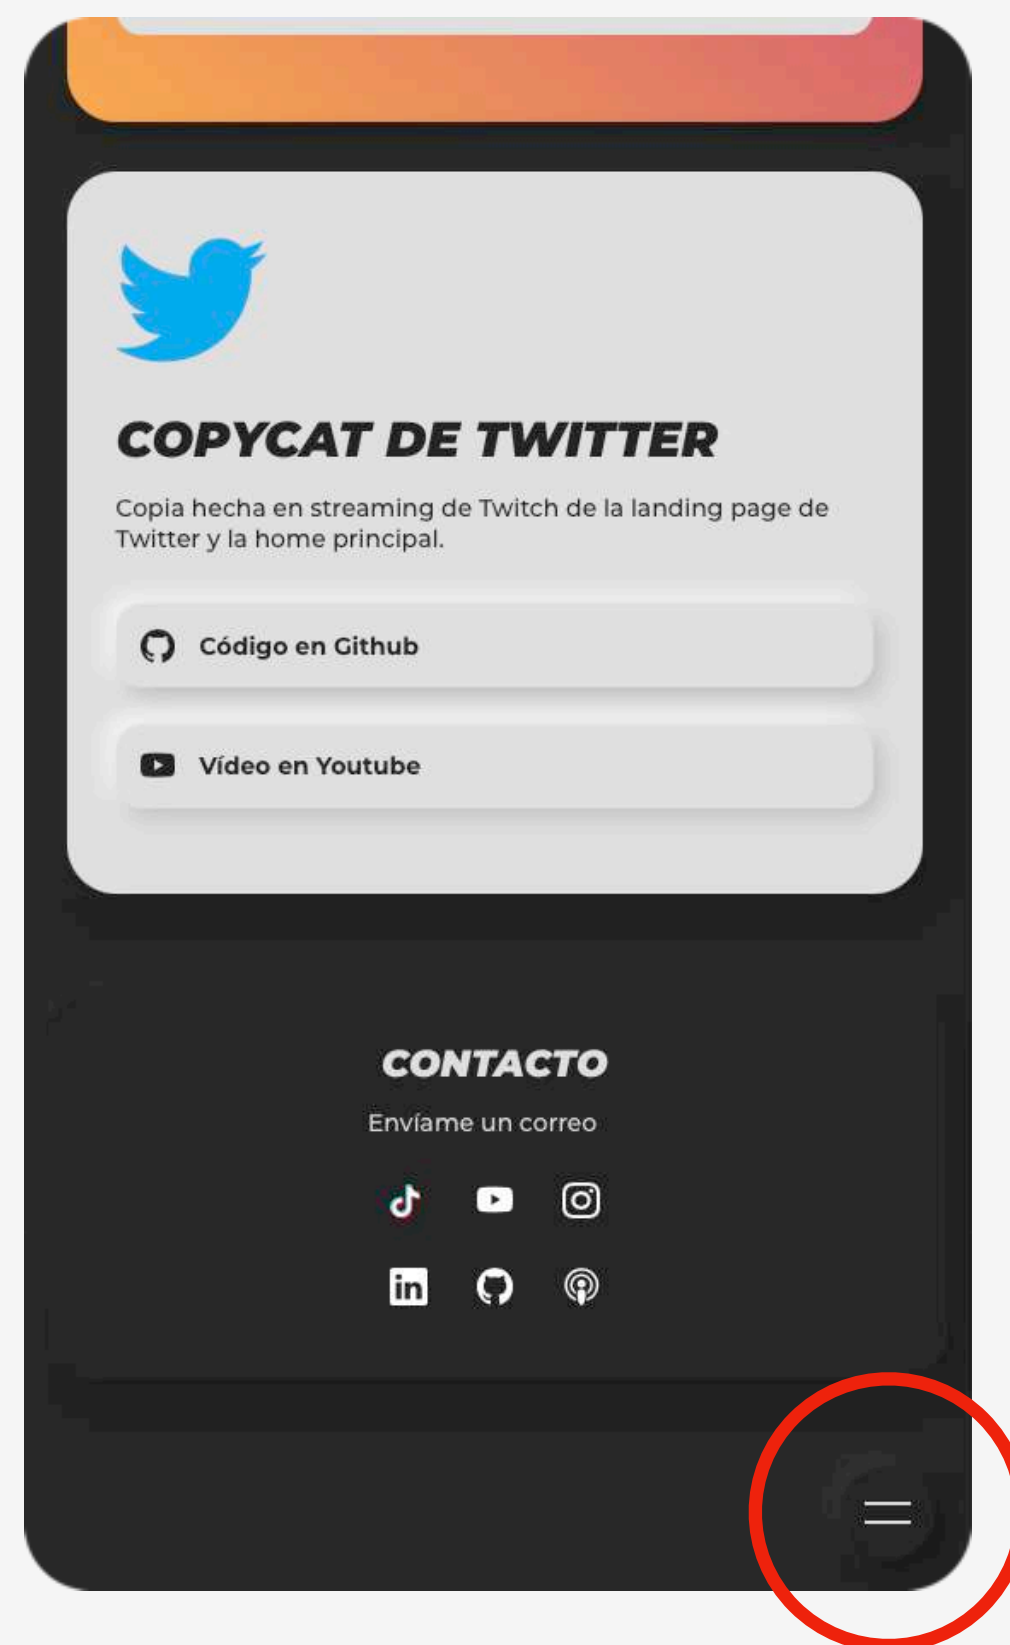 COPYCAT DE TWITTER
Copia hecha en streaming de Twitch de la landing page de
Twitter y la home principal.
Código en Github
Vídeo en Youtube
CONTACTO
Envíame un correo
in